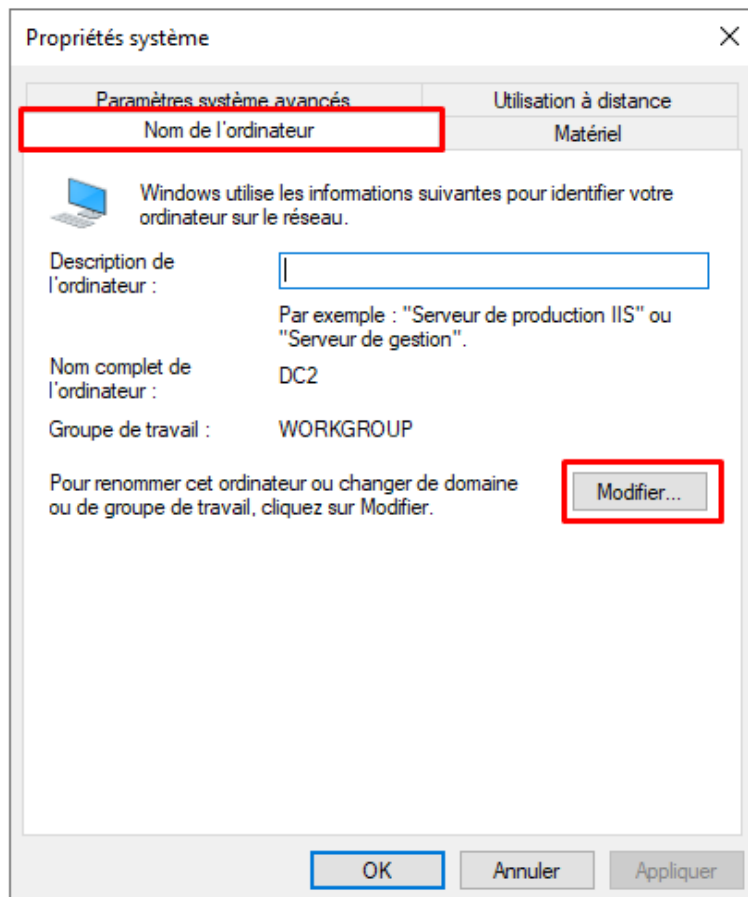 Propriétés système
Paramètres système avancés
Utilisation à distance
Nom de l'ordinateur
Matériel
Windows utilise les informations suivantes pour identifier votre
ordinateur sur le réseau.
Description de
l'ordinateur :
Par exemple : "Serveur de production IIS" ou
"Serveur de gestion".
Nom complet de
l'ordinateur :
DC2
Groupe de travail :
WORKGROUP
Pour renommer cet ordinateur ou changer de domaine
ou de groupe de travail, cliquez sur Modifier.
Modifier...
OK
Annuler
Appliquer